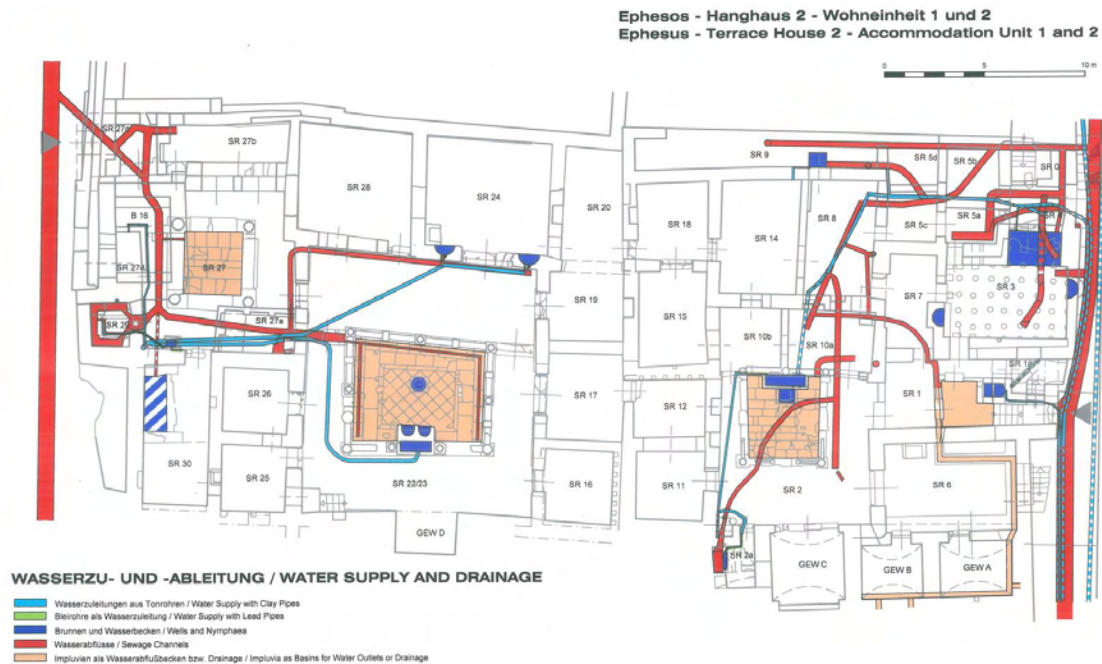 Ephesos - Hanghaus 2 - Wohneinheit 1 und 2
Ephesus - Terrace House 2 - Accommodation Unit 1 and 2
0 5 10 m
SR 27c
SR 27b
SR 28
SR 24
SR 20
SR 18
SR 9
SR 5d
SR 5b
SR 0
B 16
SR 27d
SR 27
SR 14
SR 8
SR 5c
SR 5a
SR 29
SR 27a
SR 19
SR 15
SR 10b
SR 10a
SR 7
SR 3
SR 26
SR 17
SR 12
SR 1
SR 30
SR 25
SR 22/23
SR 16
SR 11
SR 2
SR 6
GEW D
SR 2a
GEW C
GEW B
GEW A
WASSERZU- UND -ABLEITUNG / WATER SUPPLY AND DRAINAGE
Wasserzuleitungen aus Tonrohren / Water Supply with Clay Pipes
Bleirohre als Wasserzuleitung / Water Supply with Lead Pipes
Brunnen und Wasserbecken / Wells and Nymphaea
Wasserabflüsse / Sewage Channels
Impluvien als Wasserabflußbecken bzw. Drainage / Impluvia as Basins for Water Outlets or Drainage